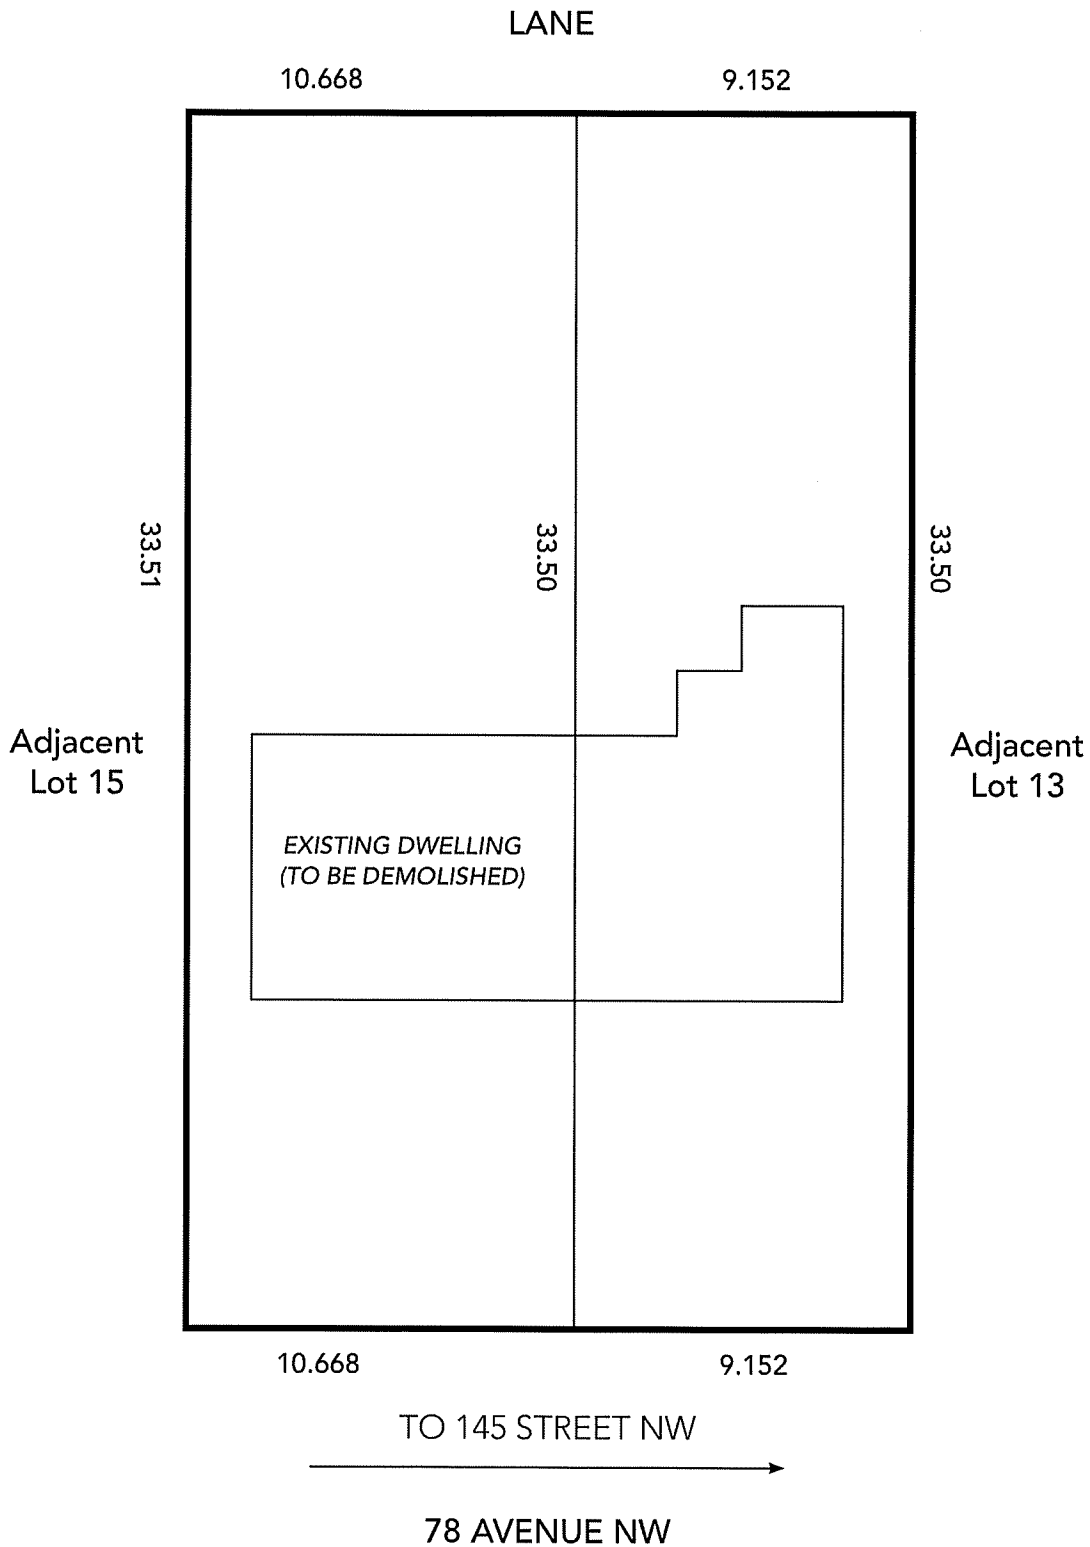 LANE
10.668
9.152
33.51
33.50
33.50
Adjacent
Lot 15
Adjacent
Lot 13
EXISTING DWELLING
(TO BE DEMOLISHED)
10.668
9.152
TO 145 STREET NW
78 AVENUE NW